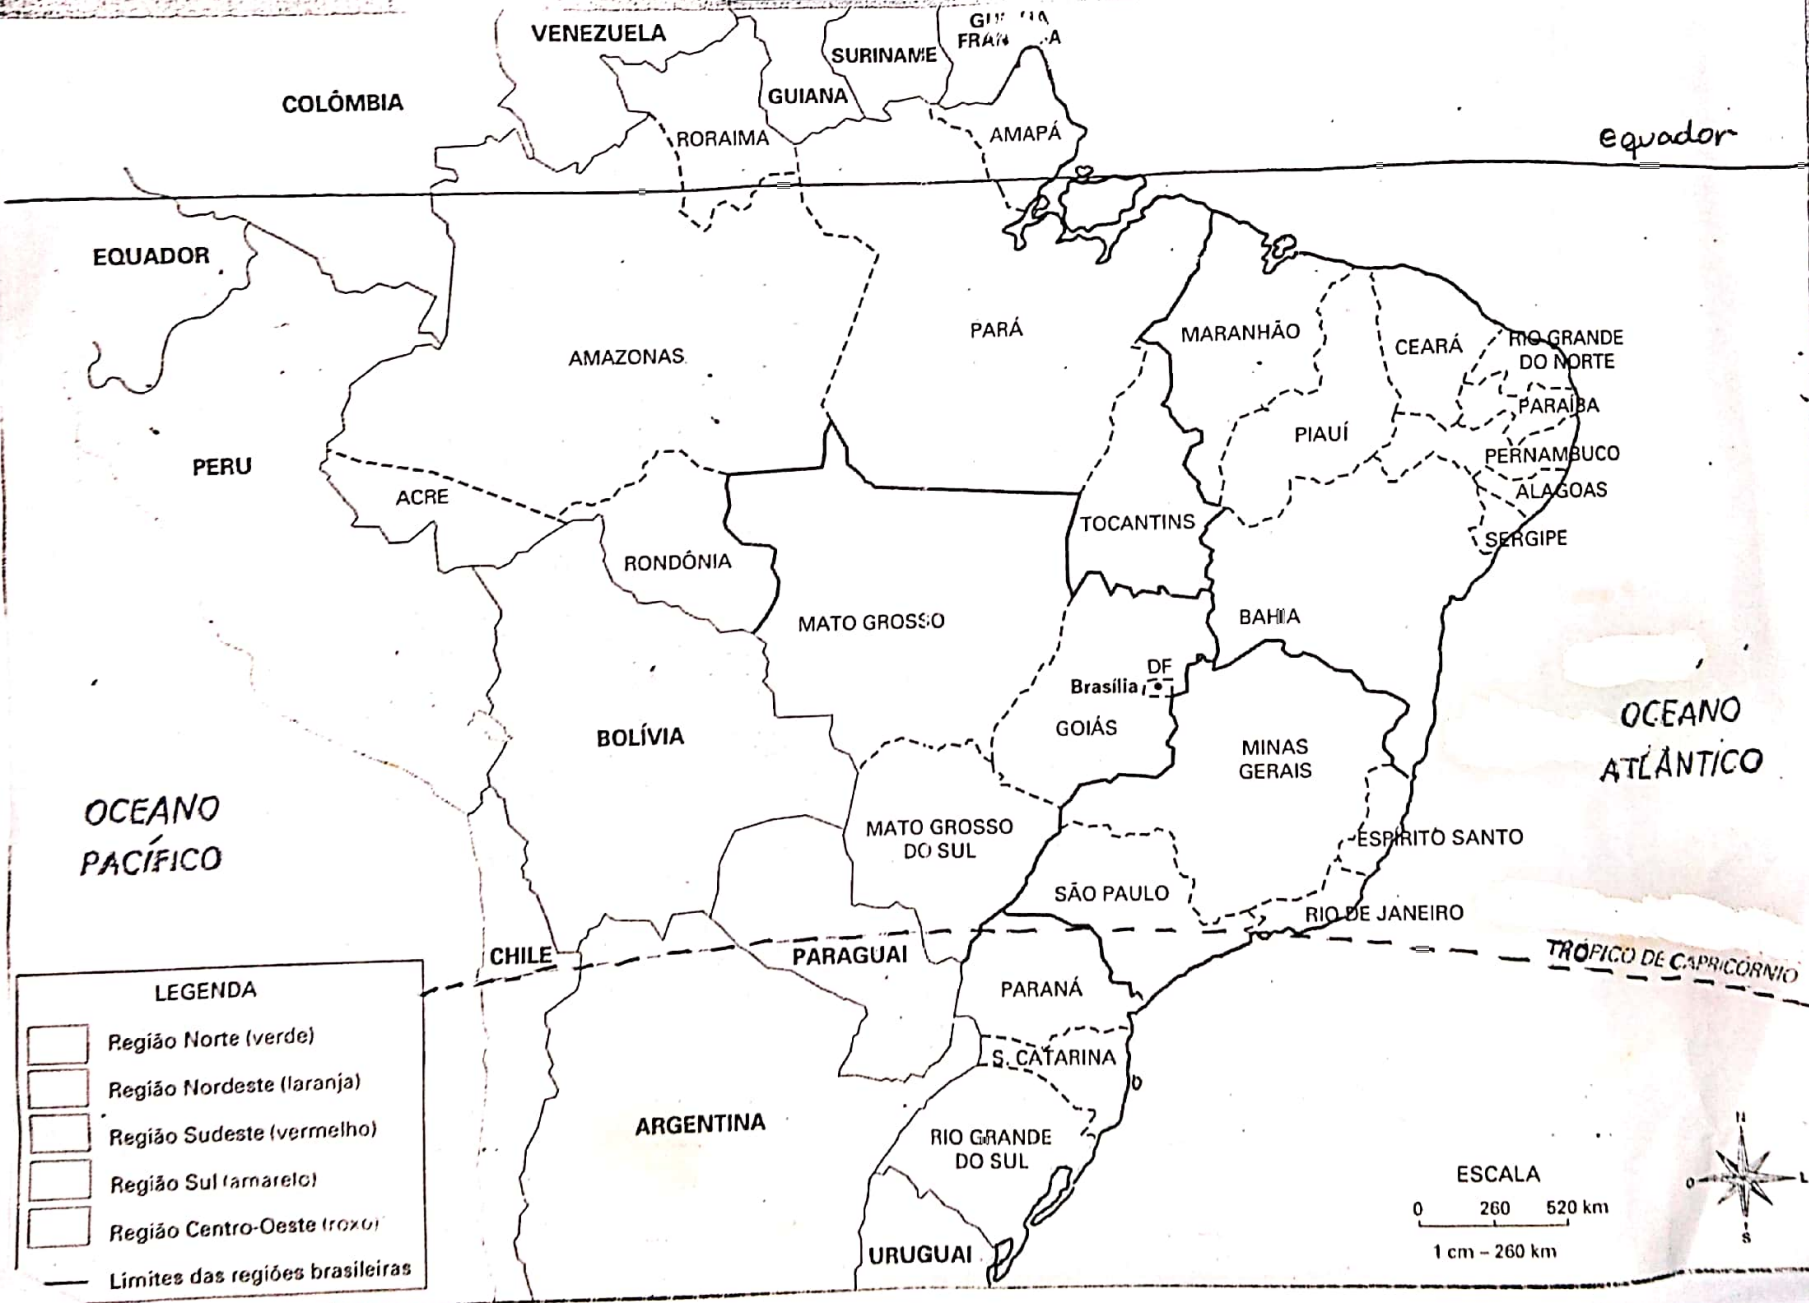 VENEZUELA
SURINAME
COLÔMBIA
GUIANA
RORAIMA
AMAPÁ
Equador
EQUADOR
AMAZONAS
PARÁ
MARANHÃO
CEARÁ
RIO GRANDE
DO NORTE
PARAÍBA
PIAUÍ
PERNAMBUCO
PERU
ACRE
ALAGOAS
TOCANTINS
SERGIPE
RONDÔNIA
MATO GROSSO
BAHIA
DF
Brasília
GOIÁS
BOLÍVIA
MINAS
GERAIS
OCEANO
ATLÂNTICO
OCEANO
PACÍFICO
MATO GROSSO
DO SUL
ESPÍRITO SANTO
SÃO PAULO
RIO DE JANEIRO
CHILE
PARAGUAI
TRÓPICO DE CAPRICÓRNIO
PARANÁ
S. CATARINA
ARGENTINA
RIO GRANDE
DO SUL
URUGUAI
LEGENDA
Região Norte (verde)
Região Nordeste (laranja)
Região Sudeste (vermelho)
Região Sul (amarelo)
Região Centro-Oeste (roxo)
Limites das regiões brasileiras
ESCALA
0 260 520 km
1 cm – 260 km
N
O L
S